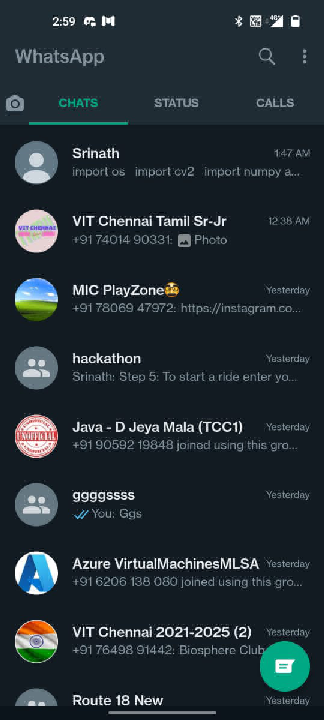 2:59
WhatsApp
CHATS STATUS CALLS
Srinath 1:47 AM
import os import cv2 import numpy a...
VIT Chennai Tamil Sr-Jr 12:38 AM
+91 74014 90331: Photo
MIC PlayZone🤩 Yesterday
+91 78069 47972: https://instagram.co...
hackathon Yesterday
Srinath: Step 5: To start a ride enter yo...
Java - D Jeya Mala (TCC1) Yesterday
UNOFFICIAL
+91 90592 19848 joined using this gro...
ggggssss Yesterday
You: Ggs
Azure VirtualMachinesMLSA Yesterday
+91 6206 138 080 joined using this gro...
VIT Chennai 2021-2025 (2) Yesterday
+91 76498 91442: Biosphere Club
Route 18 New Yesterday